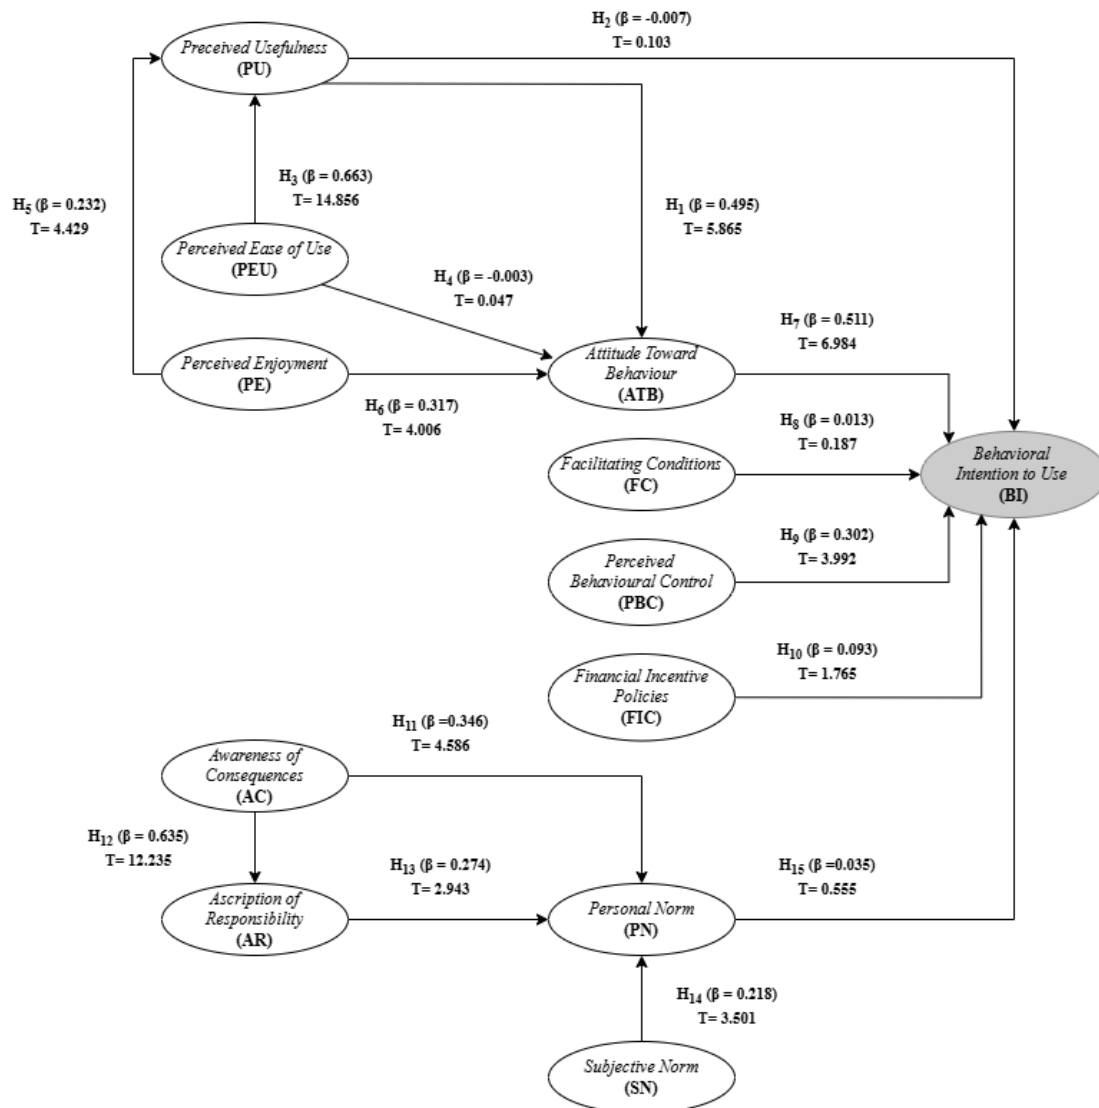 H2 (β = -0.007)
T= 0.103
Preceived Usefulness
(PU)
H3 (β = 0.663)
T= 14.856
H5 (β = 0.232)
T= 4.429
H1 (β = 0.495)
T= 5.865
Perceived Ease of Use
(PEU)
H4 (β = -0.003)
T= 0.047
H7 (β = 0.511)
T= 6.984
Perceived Enjoyment
(PE)
Attitude Toward
Behaviour
(ATB)
H6 (β = 0.317)
T= 4.006
H8 (β = 0.013)
T= 0.187
Facilitating Conditions
(FC)
Behavioral
Intention to Use
(BI)
H9 (β = 0.302)
T= 3.992
Perceived
Behavioural Control
(PBC)
H10 (β = 0.093)
T= 1.765
Financial Incentive
Policies
(FIC)
H11 (β =0.346)
T= 4.586
Awareness of
Consequences
(AC)
H12 (β = 0.635)
T= 12.235
H13 (β = 0.274)
T= 2.943
H15 (β =0.035)
T= 0.555
Ascription of
Responsibility
(AR)
Personal Norm
(PN)
H14 (β = 0.218)
T= 3.501
Subjective Norm
(SN)